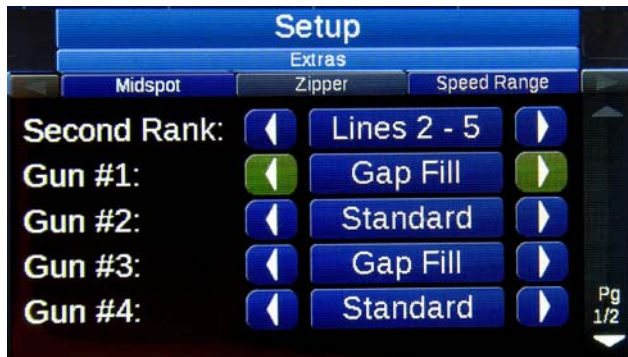 Setup
Extras
Midspot Zipper Speed Range
Second Rank: Lines 2 - 5
Gun #1: Gap Fill
Gun #2: Standard
Gun #3: Gap Fill
Gun #4: Standard
Pg
1/2